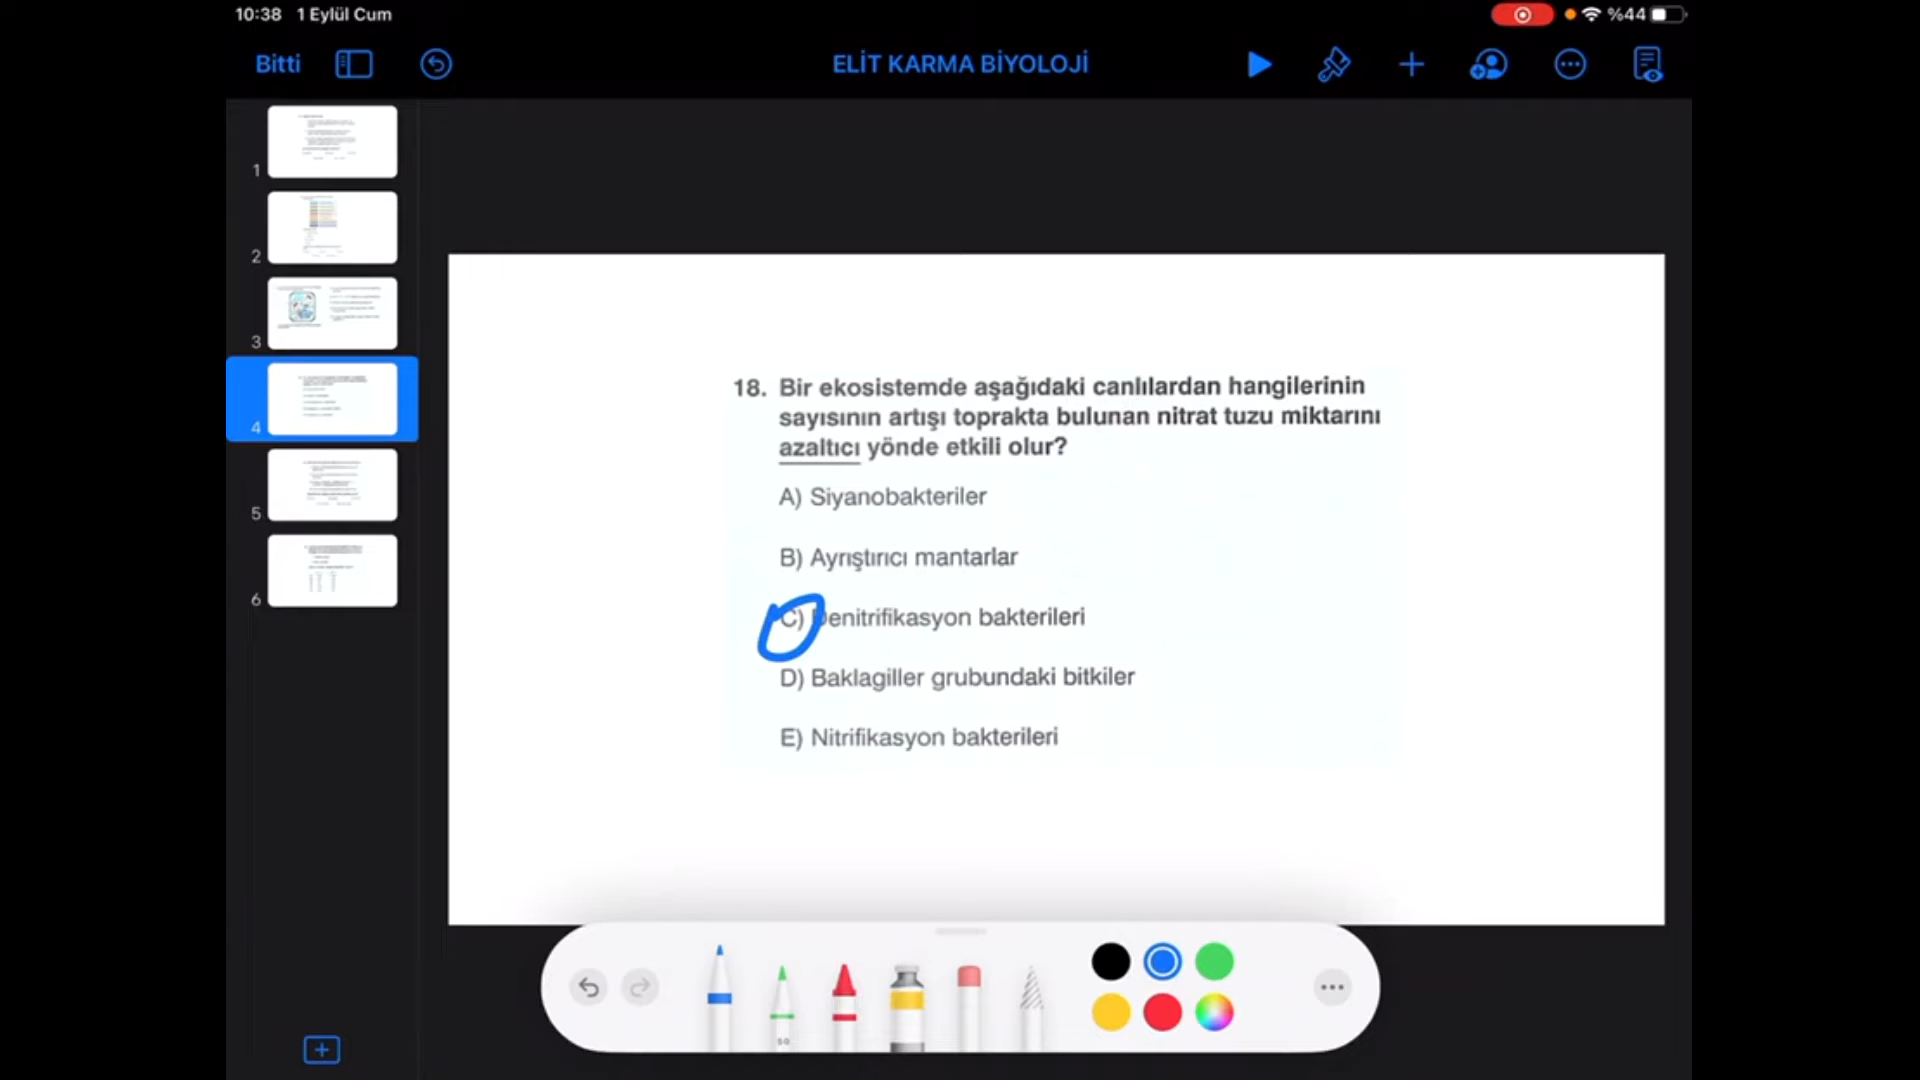 10:38 1 Eylül Cum
%44
Bitti
ELİT KARMA BİYOLOJİ
1
2
3
4
5
6
18. Bir ekosistemde aşağıdaki canlılardan hangilerinin
sayısının artışı toprakta bulunan nitrat tuzu miktarını
azaltıcı yönde etkili olur?
A) Siyanobakteriler
B) Ayrıştırıcı mantarlar
C) Denitrifikasyon bakterileri
D) Baklagiller grubundaki bitkiler
E) Nitrifikasyon bakterileri
50